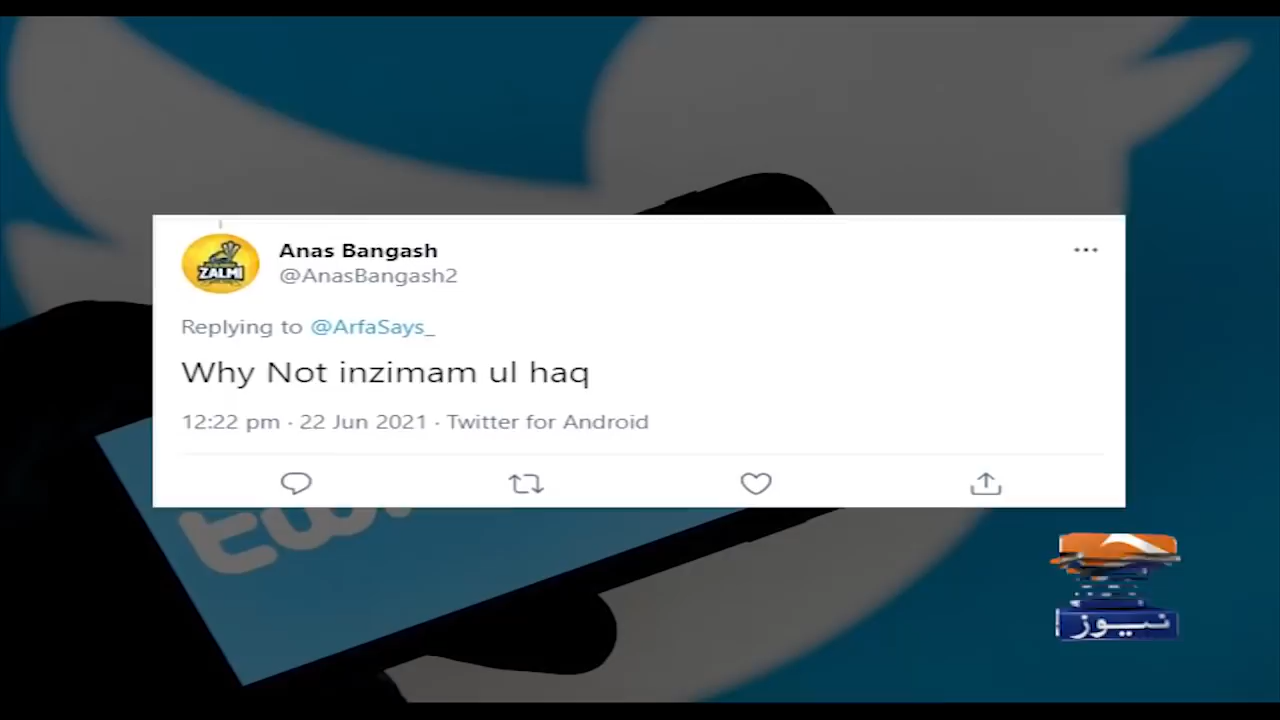 ZALMI
Anas Bangash
@AnasBangash2
Replying to @ArfaSays_
Why Not inzimam ul haq
12:22 pm · 22 Jun 2021 · Twitter for Android
نیوز